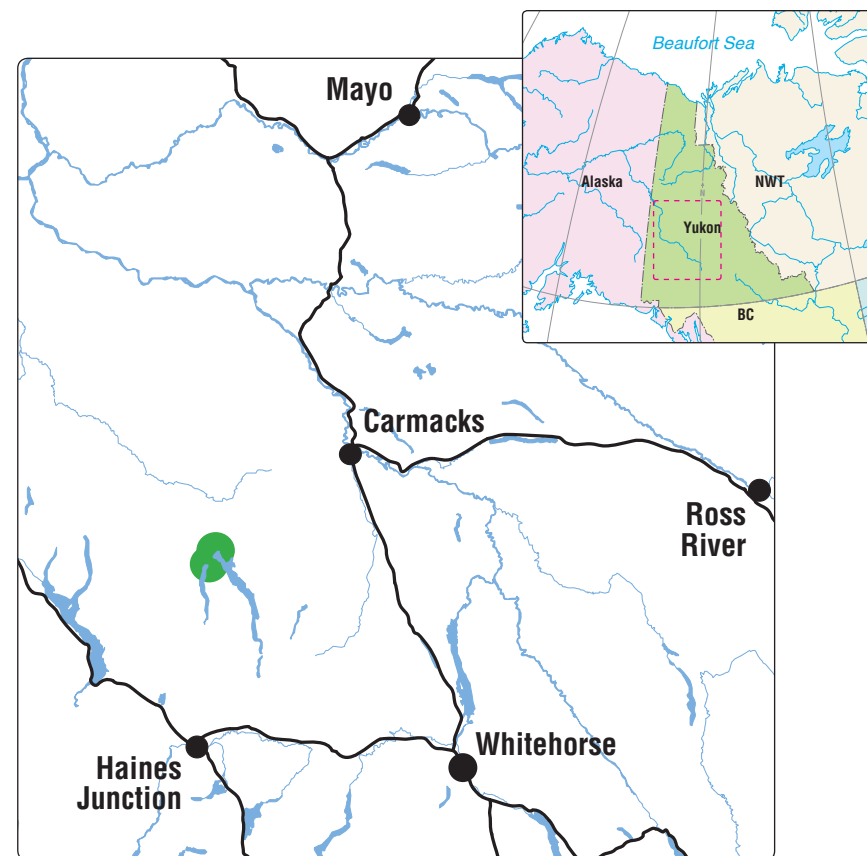 Beaufort Sea
Mayo
Alaska
NWT
N
Yukon
BC
Carmacks
Ross
River
Whitehorse
Haines
Junction